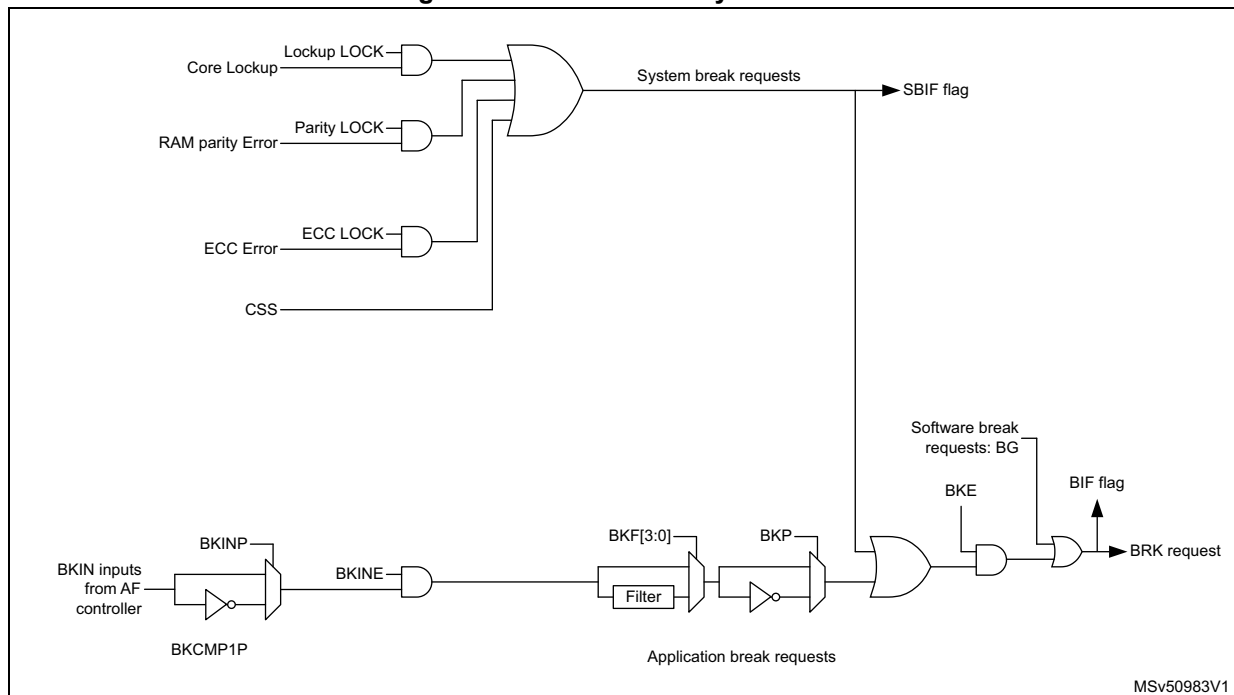 Lockup LOCK
Core Lockup
System break requests
SBIF flag
Parity LOCK
RAM parity Error
ECC LOCK
ECC Error
CSS
Software break
requests: BG
BKE
BIF flag
BRK request
BKINP
BKIN inputs
from AF
controller
BKINE
BKF[3:0]
BKP
Filter
BKCMP1P
Application break requests
MSv50983V1